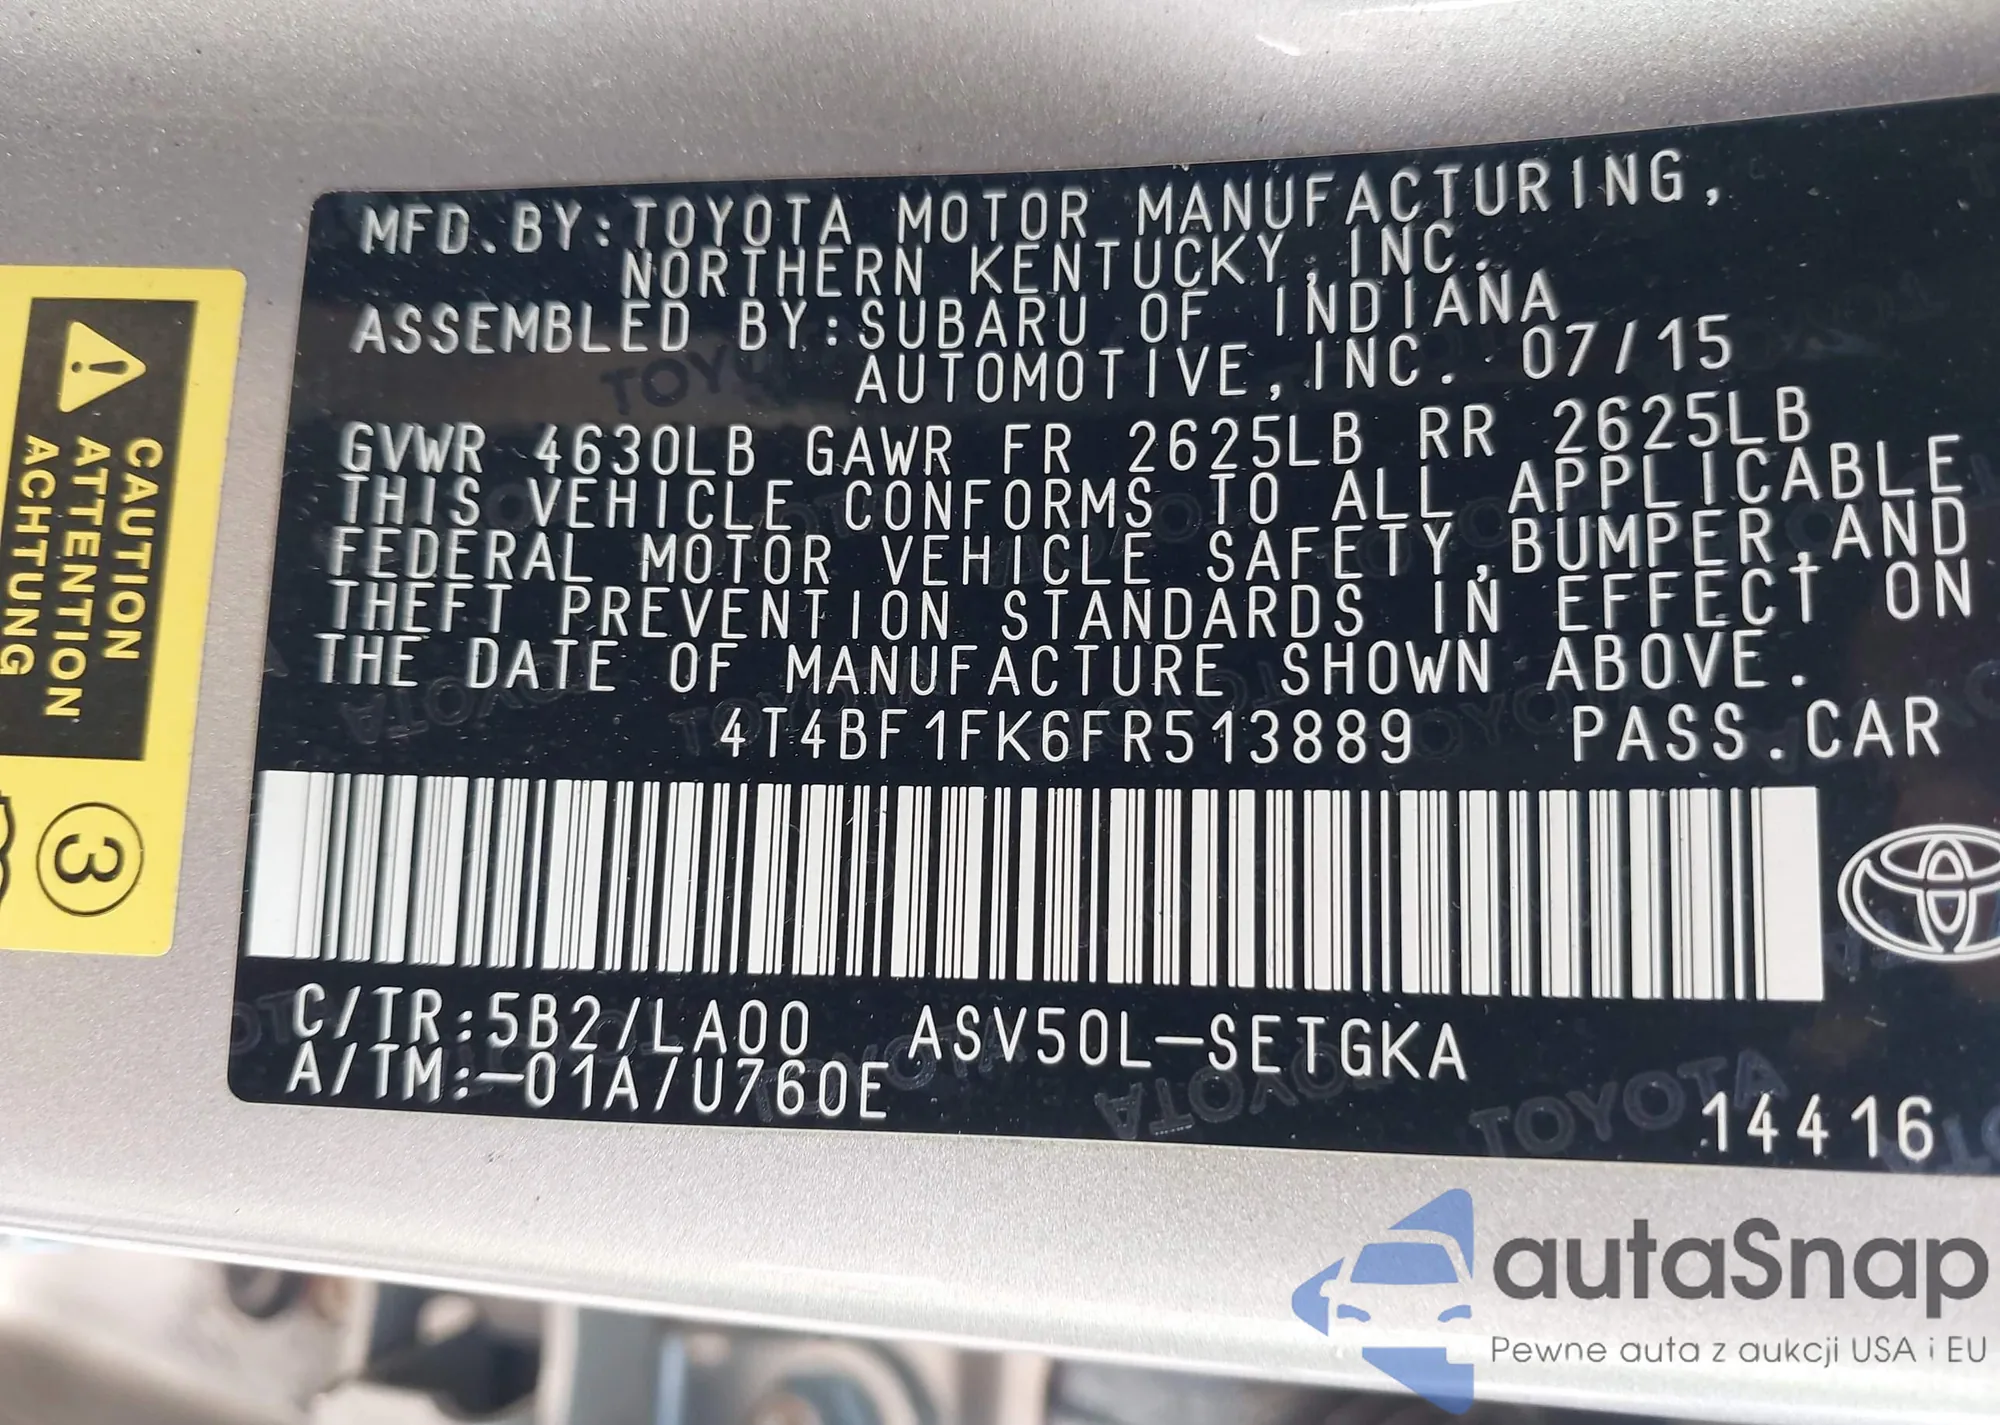 MFD.BY:TOYOTA MOTOR MANUFACTURING,
NORTHERN KENTUCKY,INC.
ASSEMBLED BY:SUBARU OF INDIANA
AUTOMOTIVE,INC. 07/15
GVWR 4630LB GAWR FR 2625LB RR 2625LB
THIS VEHICLE CONFORMS TO ALL APPLICABLE
FEDERAL MOTOR VEHICLE SAFETY,BUMPER,AND
THEFT PREVENTION STANDARDS IN EFFECT ON
THE DATE OF MANUFACTURE SHOWN ABOVE.
4T4BF1FK6FR513889 PASS.CAR
C/TR:5B2/LA00 ASV50L-SETGKA
A/TM:-01A/U760E
14416
CAUTION
ATTENTION
ACHTUNG
3
autaSnap
Pewne auta z aukcji USA i EU